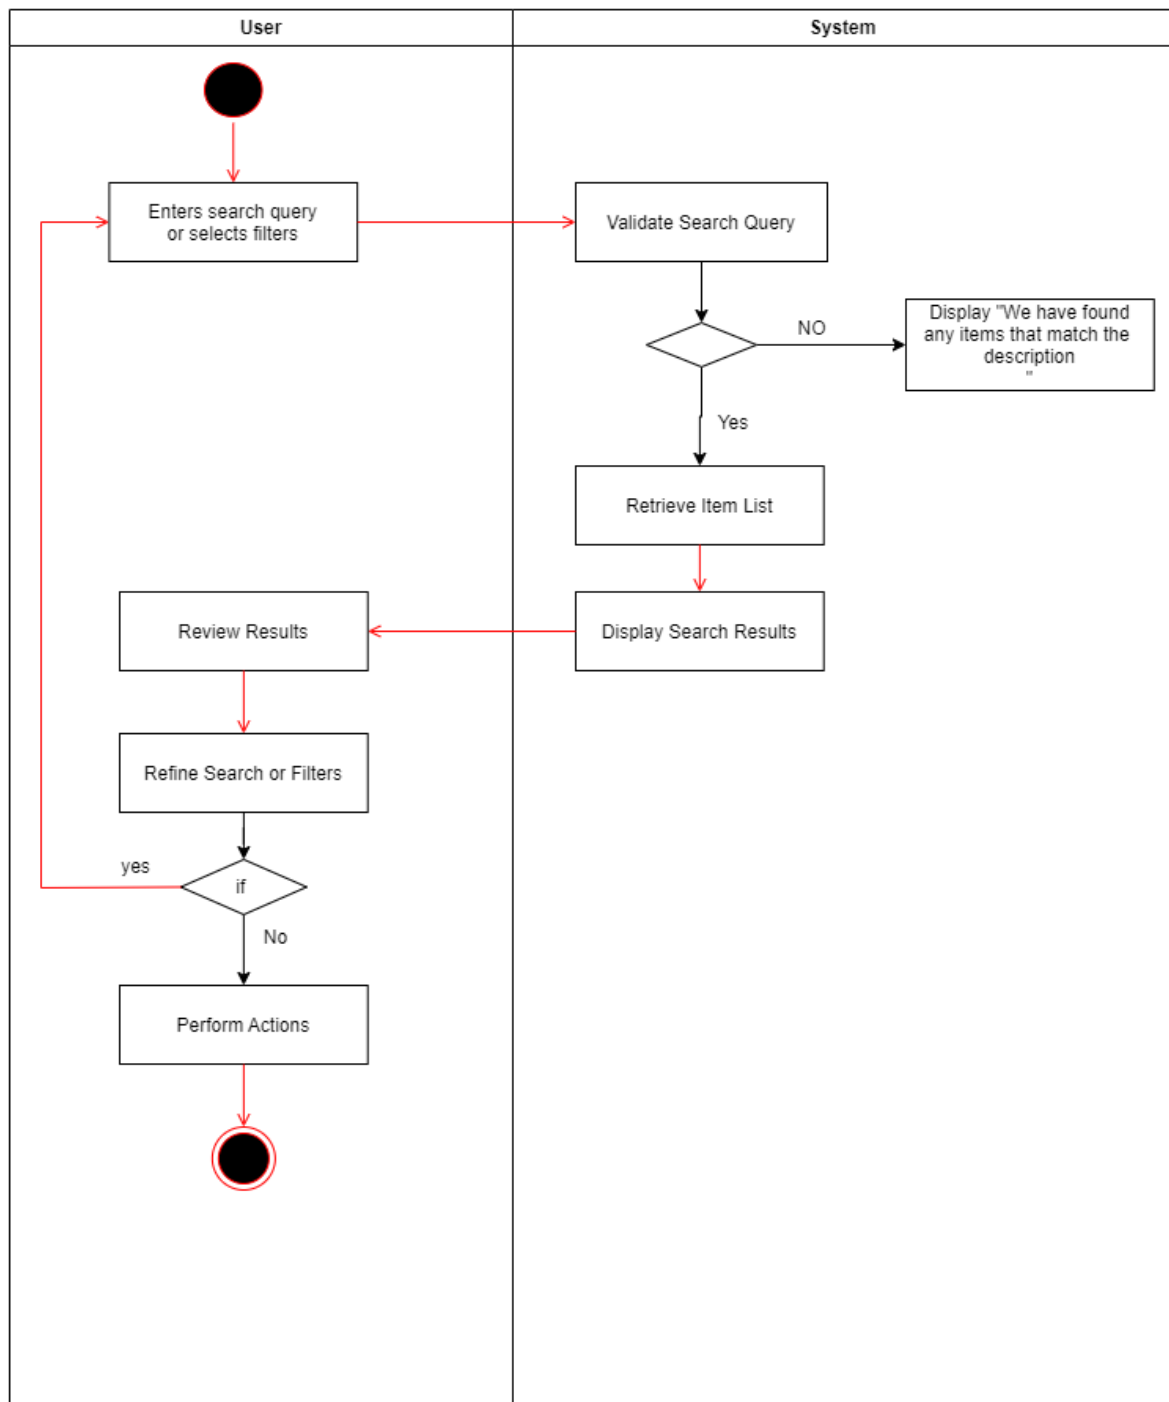 User
System
Enters search query
or selects filters
Validate Search Query
NO
Display "We have found
any items that match the
description
"
Yes
Retrieve Item List
Review Results
Display Search Results
Refine Search or Filters
yes
if
No
Perform Actions